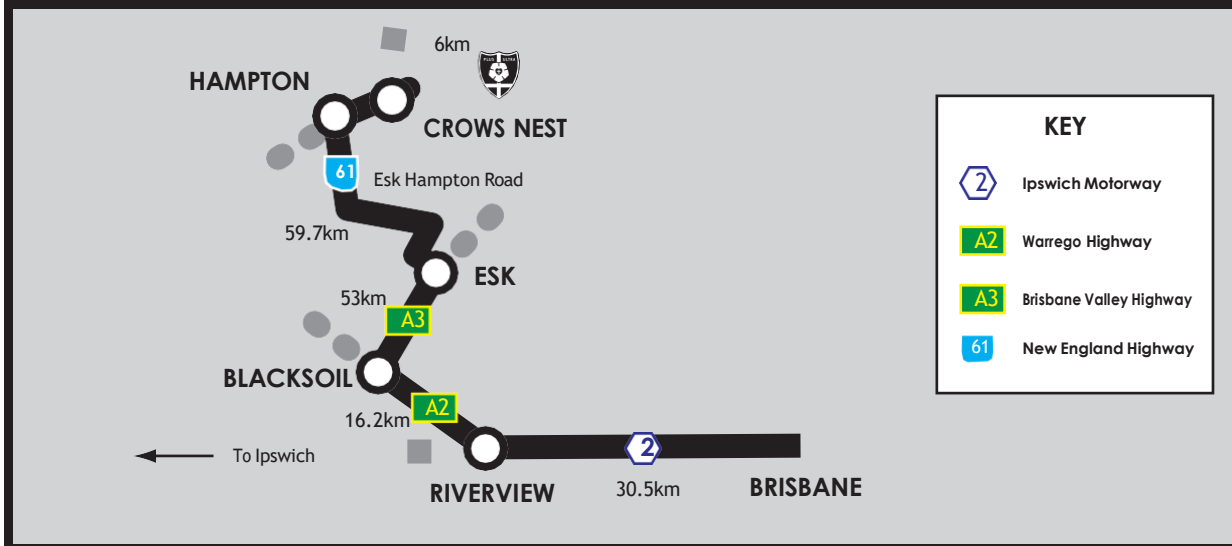 6km
PLUS ULTRA
HAMPTON
CROWS NEST
61
Esk Hampton Road
59.7km
ESK
53km
A3
BLACKSOIL
A2
16.2km
To Ipswich
2
RIVERVIEW
30.5km
BRISBANE
KEY
2 Ipswich Motorway
A2 Warrego Highway
A3 Brisbane Valley Highway
61 New England Highway